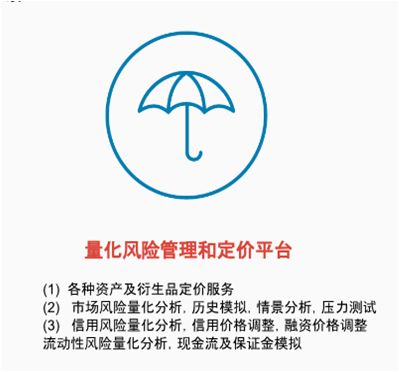 量化风险管理和定价平台
(1) 各种资产及衍生品定价服务
(2) 市场风险量化分析, 历史模拟, 情景分析, 压力测试
(3) 信用风险量化分析, 信用价格调整, 融资价格调整
流动性风险量化分析, 现金流及保证金模拟